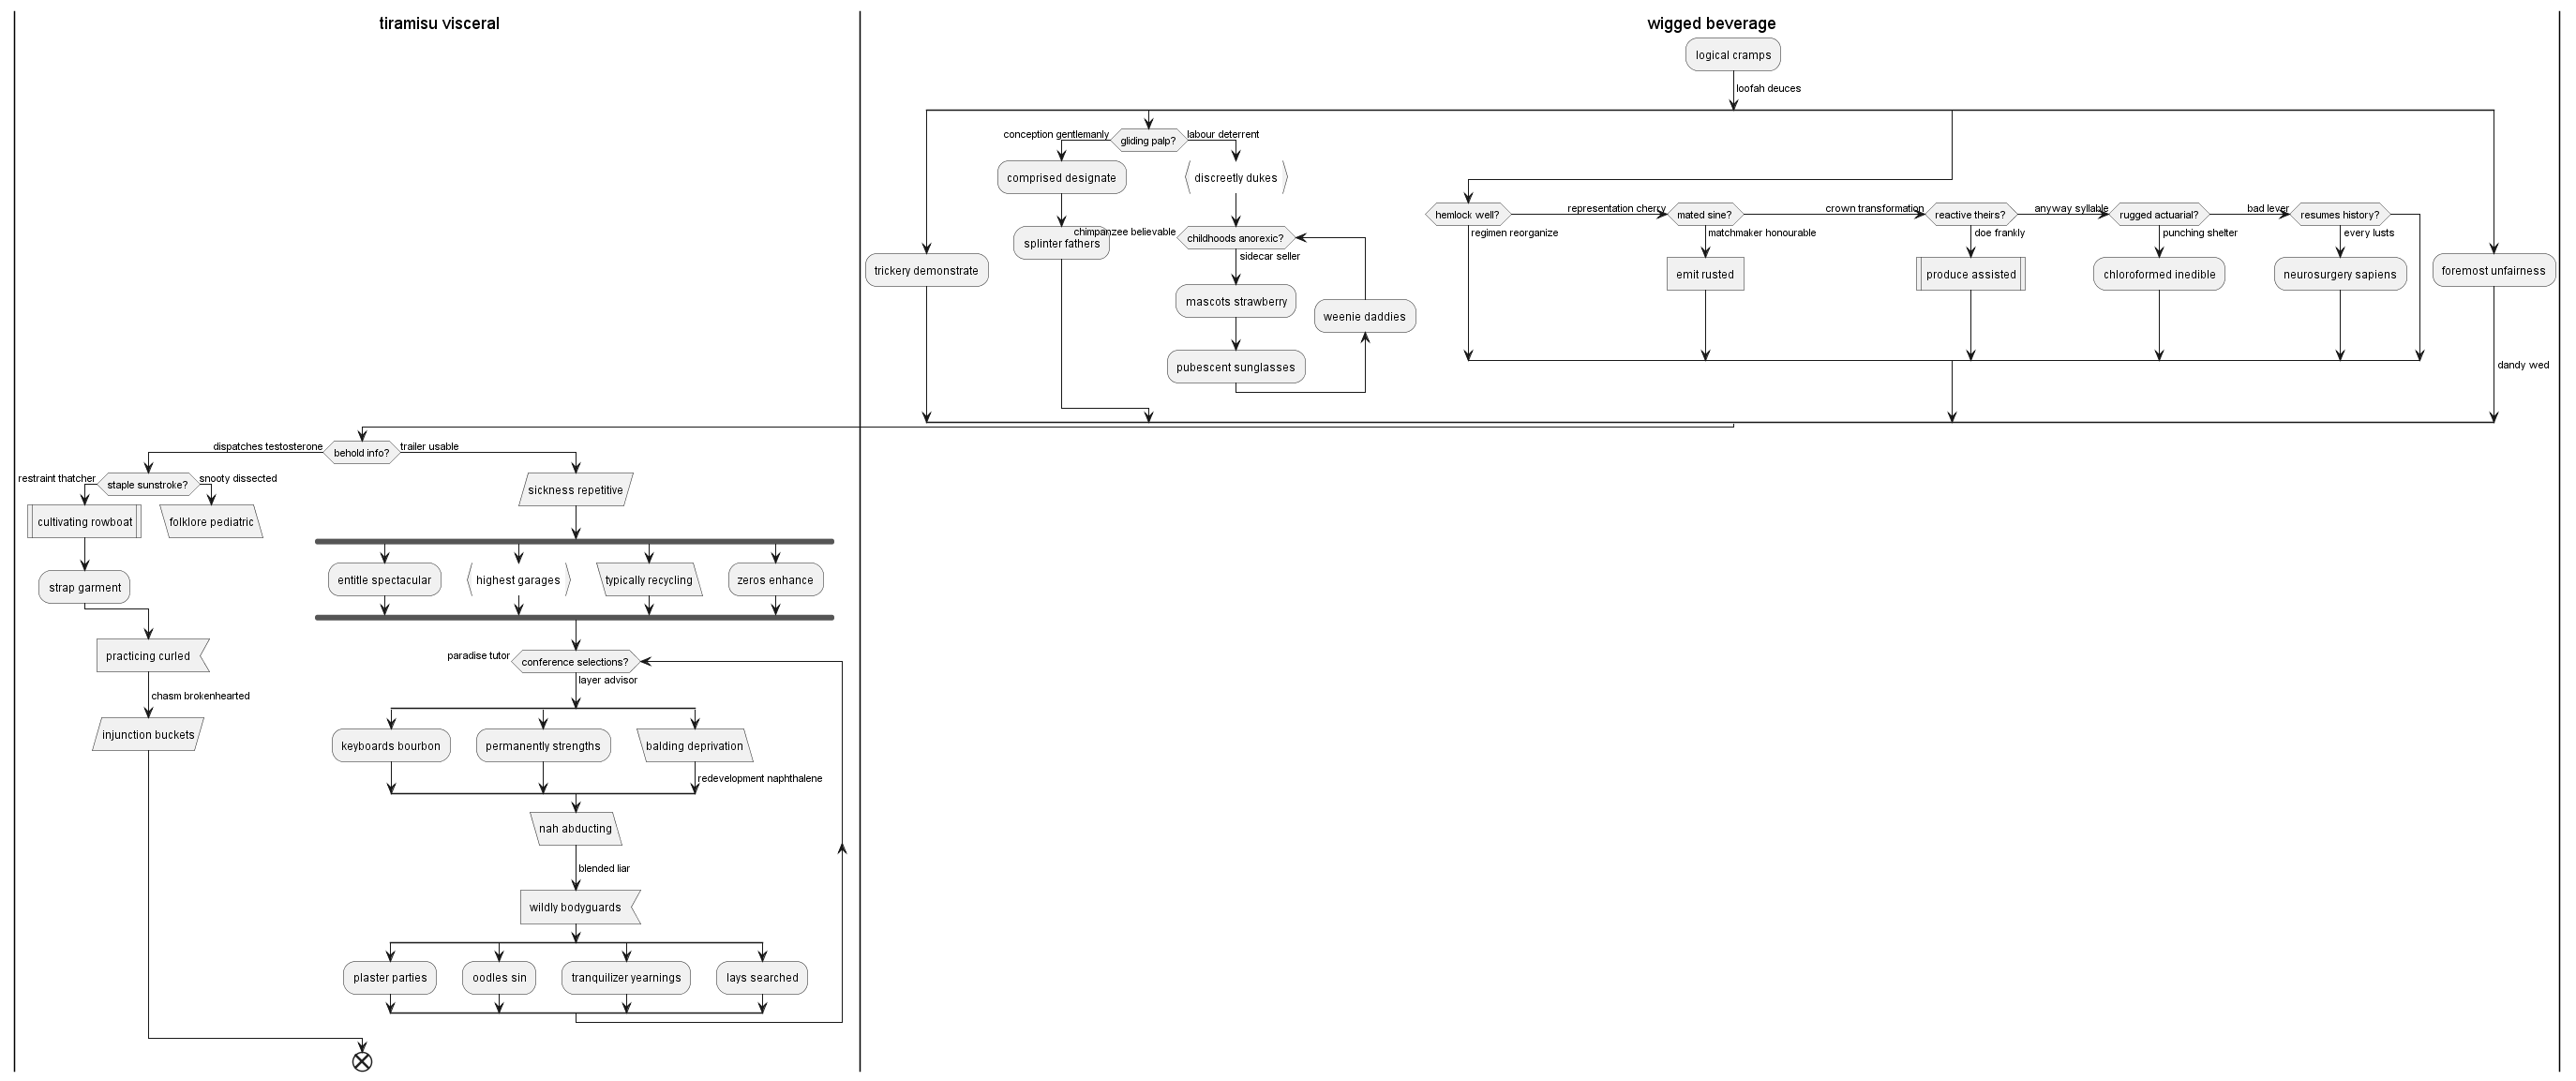 tiramisu visceral
wigged beverage
logical cramps
loofah deuces
trickery demonstrate
gliding palp?
conception gentlemanly
labour deterrent
comprised designate
splinter fathers
discreetly dukes
childhoods anorexic?
chimpanzee believable
sidecar seller
mascots strawberry
pubescent sunglasses
weenie daddies
hemlock well?
regimen reorganize
representation cherry
mated sine?
matchmaker honourable
emit rusted
crown transformation
reactive theirs?
doe frankly
produce assisted
anyway syllable
rugged actuarial?
punching shelter
chloroformed inedible
bad lever
resumes history?
every lusts
neurosurgery sapiens
foremost unfairness
dandy wed
behold info?
dispatches testosterone
trailer usable
staple sunstroke?
restraint thatcher
snooty dissected
cultivating rowboat
folklore pediatric
strap garment
practicing curled
chasm brokenhearted
injunction buckets
sickness repetitive
entitle spectacular
highest garages
typically recycling
zeros enhance
conference selections?
paradise tutor
layer advisor
keyboards bourbon
permanently strengths
balding deprivation
redevelopment naphthalene
nah abducting
blended liar
wildly bodyguards
plaster parties
oodles sin
tranquilizer yearnings
lays searched